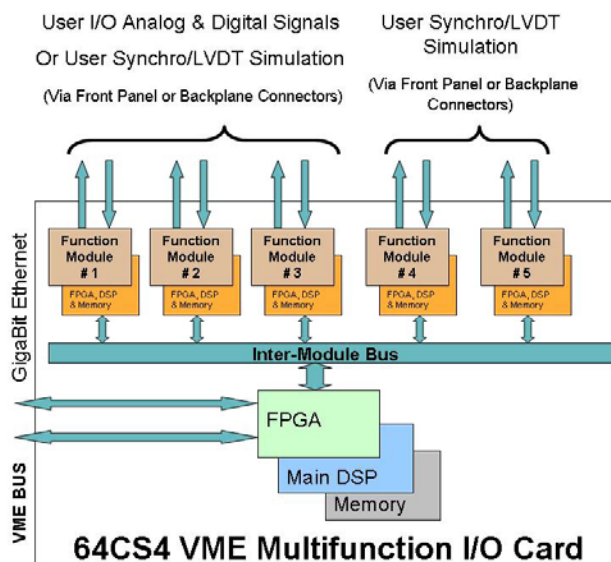 User I/O Analog & Digital Signals
Or User Synchro/LVDT Simulation
(Via Front Panel or Backplane Connectors)
User Synchro/LVDT
Simulation
(Via Front Panel or Backplane
Connectors)
GigaBit Ethernet
Function
Module
# 1
FPGA, DSP
& Memory
Function
Module
# 2
FPGA, DSP
& Memory
Function
Module
# 3
FPGA, DSP
& Memory
Function
Module
# 4
FPGA, DSP
& Memory
Function
Module
# 5
FPGA, DSP
& Memory
Inter-Module Bus
FPGA
Main DSP
Memory
VME BUS
64CS4 VME Multifunction I/O Card